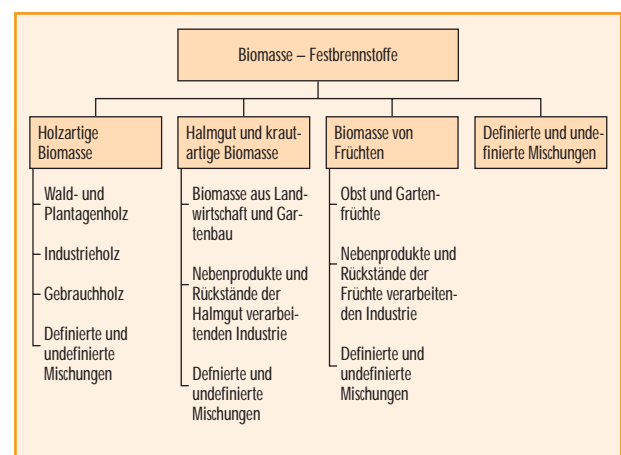 Biomasse – Festbrennstoffe
Holzartige
Biomasse
Wald- und
Plantagenholz
Industrieholz
Gebrauchholz
Definierte und
undefinierte
Mischungen
Halmgut und kraut-
artige Biomasse
Biomasse aus Land-
wirtschaft und Gar-
tenbau
Nebenprodukte und
Rückstände der
Halmgut verarbei-
tenden Industrie
Defnierte und
undefinierte
Mischungen
Biomasse von
Früchten
Obst und Garten-
früchte
Nebenprodukte und
Rückstände der
Früchte verarbeiten-
den Industrie
Definierte und
undefinierte
Mischungen
Definierte und unde-
finierte Mischungen